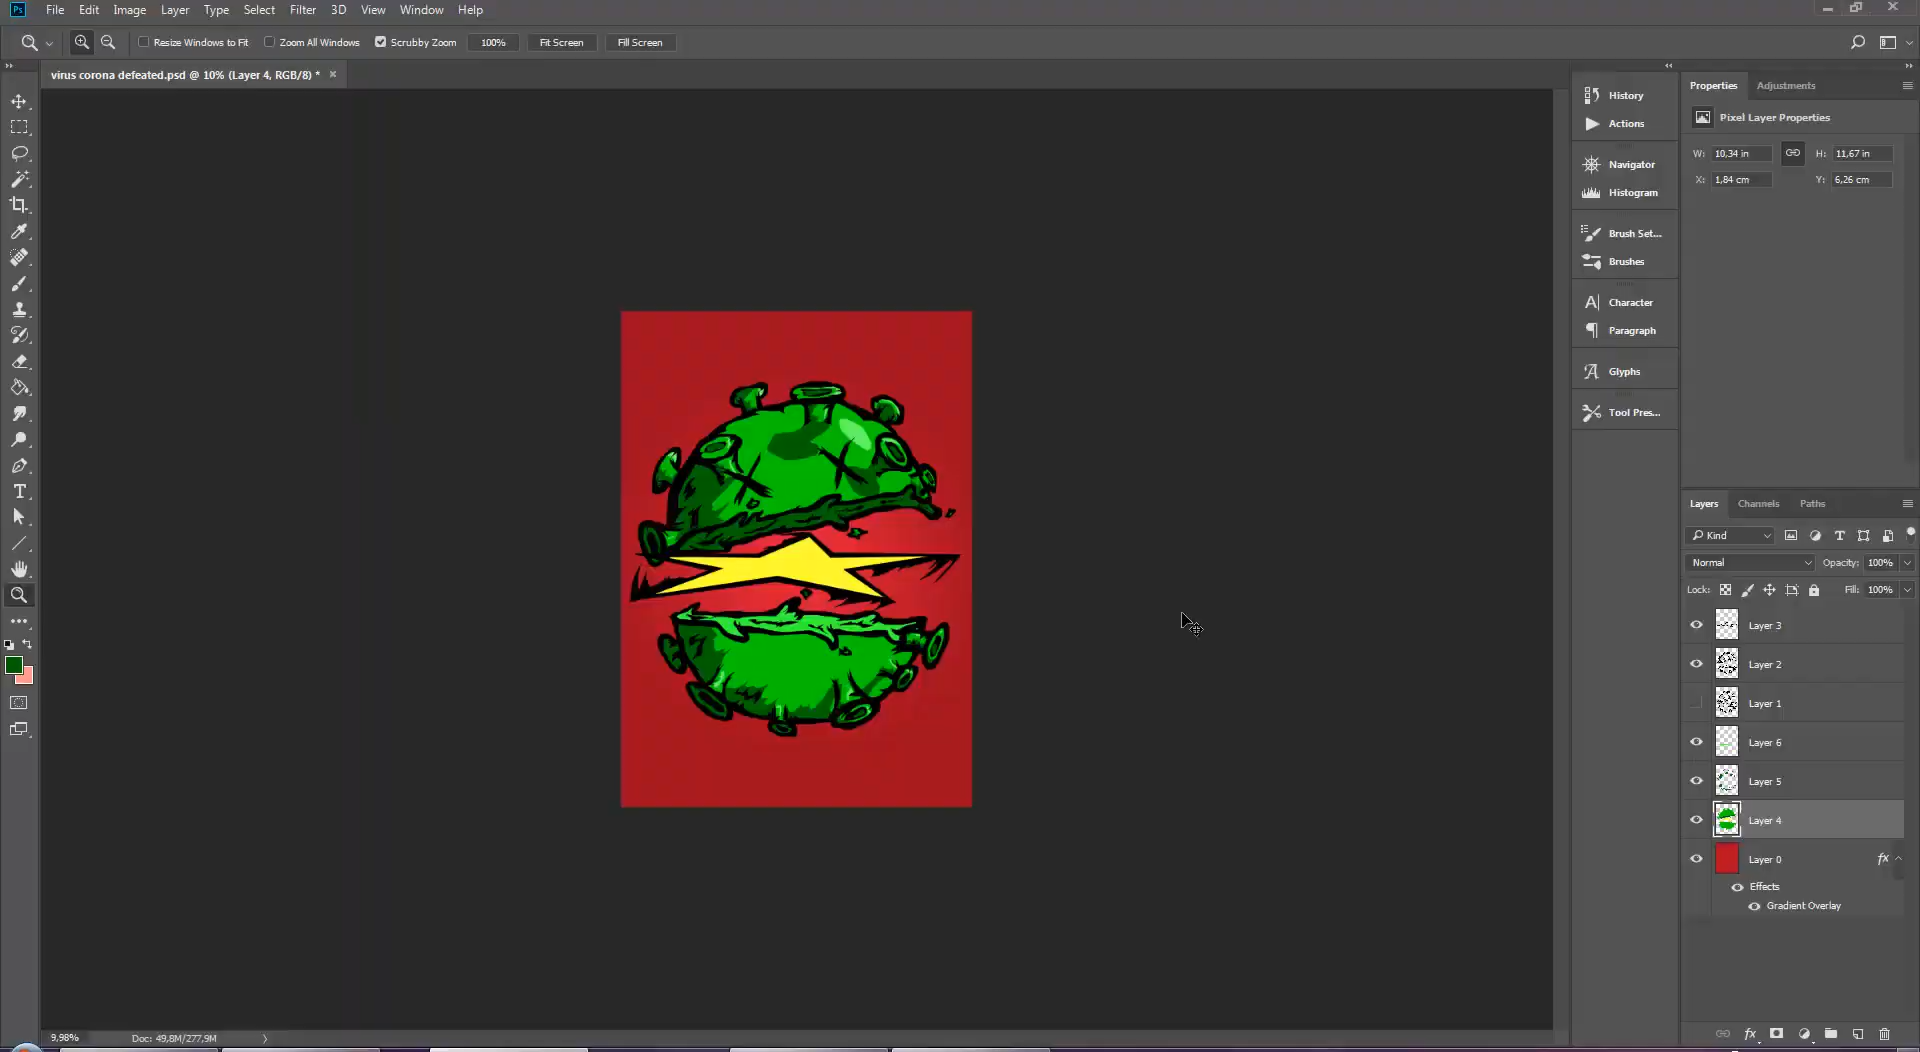 Ps File Edit Image Layer Type Select Filter 3D View Window Help
Resize Windows to Fit Zoom All Windows Scrubby Zoom 100% Fit Screen Fill Screen
virus corona defeated.psd @ 10% (Layer 4, RGB/8) *
History
Actions
Navigator
Histogram
Brush Set...
Brushes
Character
Paragraph
Glyphs
Tool Pres...
Properties Adjustments
Pixel Layer Properties
W: 10,34 in H: 11,67 in
X: 1,84 cm Y: 6,26 cm
Layers Channels Paths
Kind
Normal Opacity: 100%
Lock: Fill: 100%
Layer 3
Layer 2
Layer 1
Layer 6
Layer 5
Layer 4
Layer 0 fx
Effects
Gradient Overlay
9,98% Doc: 49,8M/277,9M
fx